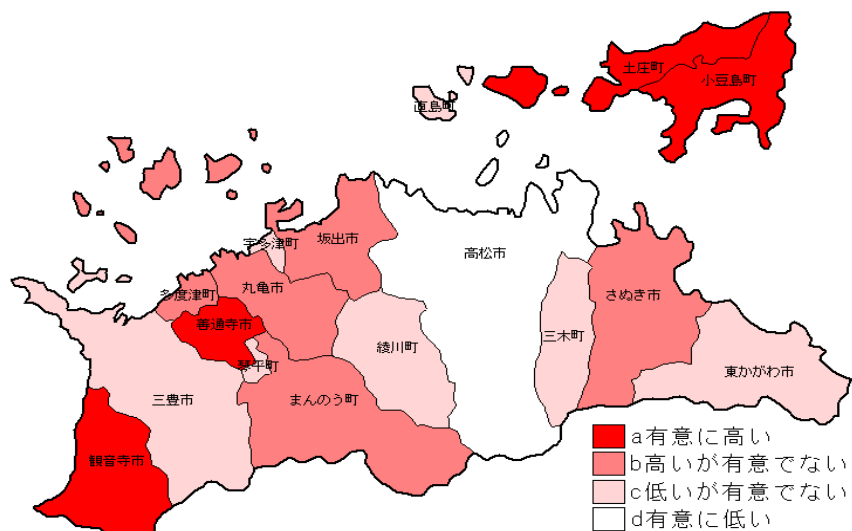 土庄町
小豆島町
直島町
宇多津町
坂出市
高松市
多度津町
丸亀市
さぬき市
善通寺市
三木町
綾川町
琴平町
東かがわ市
三豊市
まんのう町
観音寺市
a有意に高い
b高いが有意でない
c低いが有意でない
d有意に低い